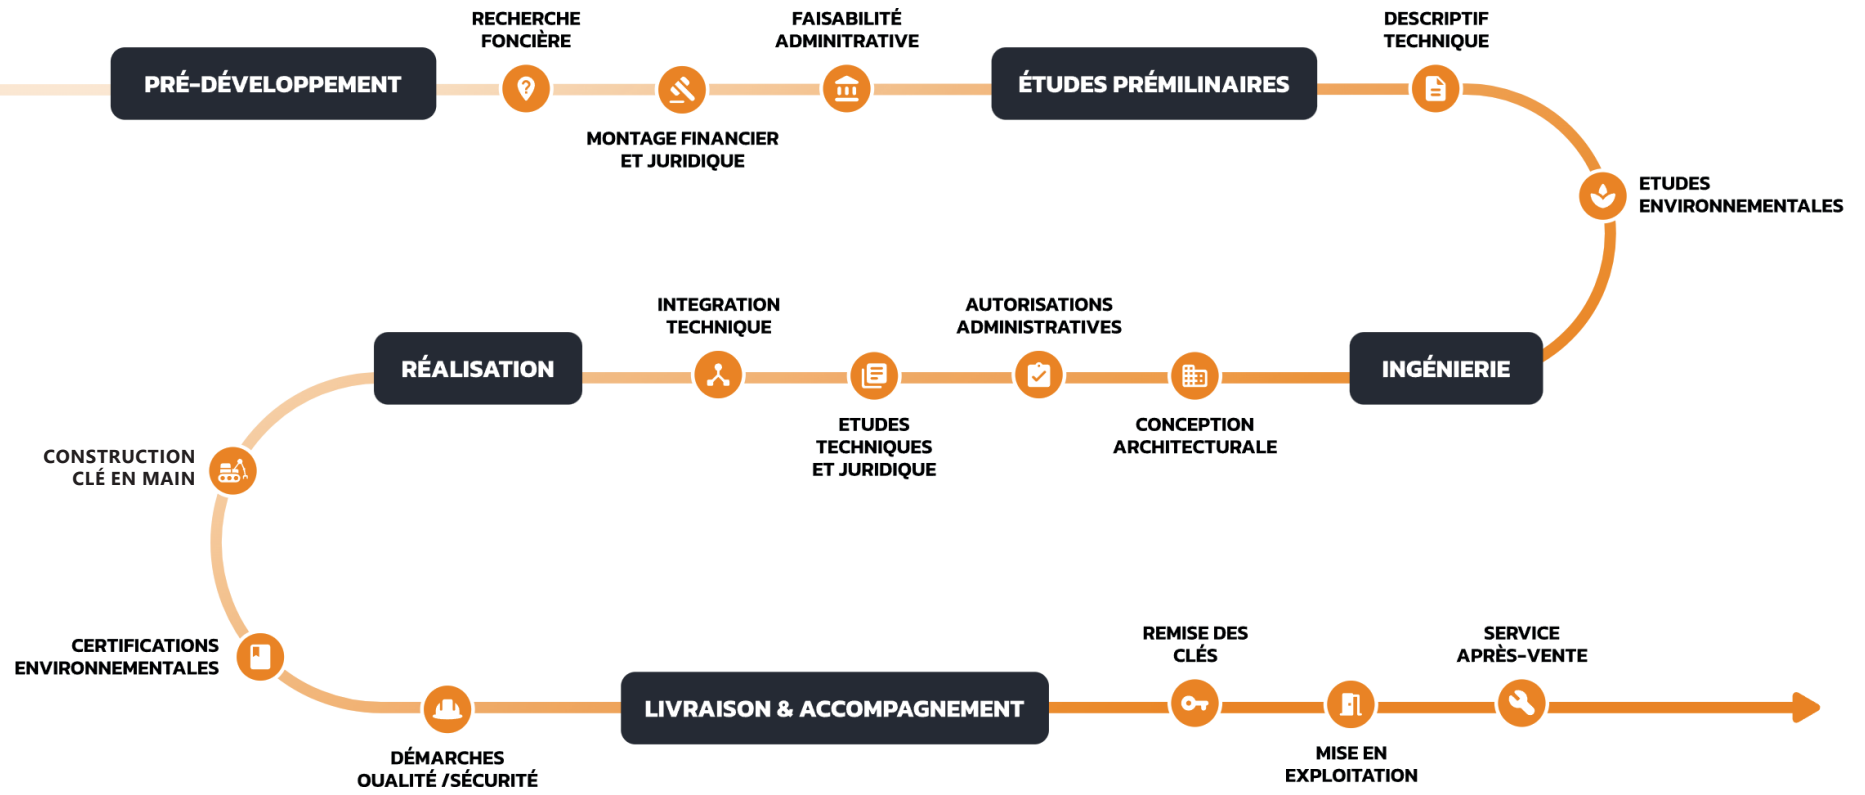 PRÉ-DÉVELOPPEMENT
RECHERCHE
FONCIÈRE
MONTAGE FINANCIER
ET JURIDIQUE
FAISABILITÉ
ADMINITRATIVE
ÉTUDES PRÉMILINAIRES
DESCRIPTIF
TECHNIQUE
ETUDES
ENVIRONNEMENTALES
INGÉNIERIE
CONCEPTION
ARCHITECTURALE
AUTORISATIONS
ADMINISTRATIVES
ETUDES
TECHNIQUES
ET JURIDIQUE
INTEGRATION
TECHNIQUE
RÉALISATION
CONSTRUCTION
CLÉ EN MAIN
CERTIFICATIONS
ENVIRONNEMENTALES
DÉMARCHES
QUALITÉ /SÉCURITÉ
LIVRAISON & ACCOMPAGNEMENT
REMISE DES
CLÉS
MISE EN
EXPLOITATION
SERVICE
APRÈS-VENTE